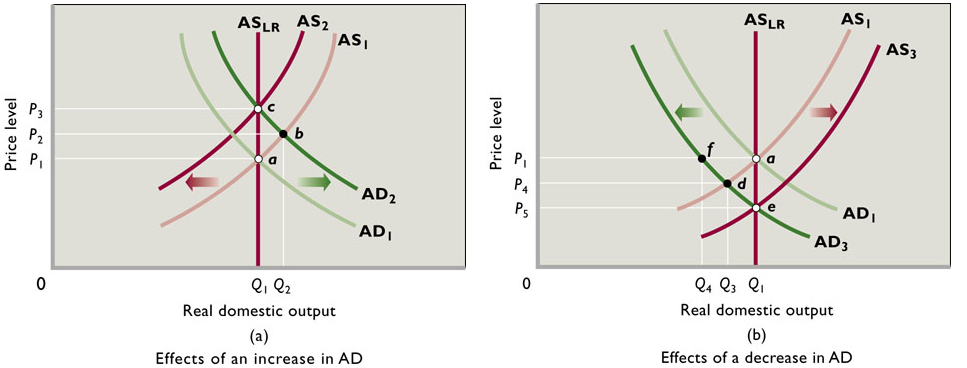 AS_LR AS_2
AS_1
P_3
c
P_2
b
P_1
a
AD_2
AD_1
Price level
0
Q_1 Q_2
Real domestic output
(a)
Effects of an increase in AD
AS_LR AS_1
AS_3
P_1
f
a
P_4
d
P_5
e
AD_1
AD_3
Price level
0
Q_4 Q_3 Q_1
Real domestic output
(b)
Effects of a decrease in AD